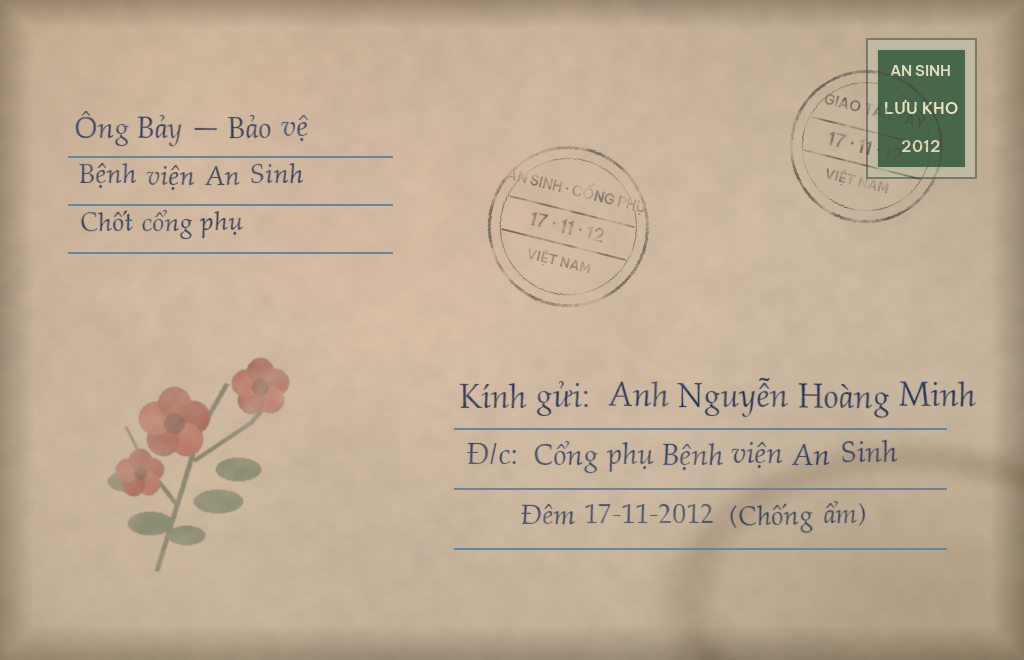 Ông Bảy — Bảo vệ
Bệnh viện An Sinh
Chốt cổng phụ
AN SINH · CỔNG PHỤ
17 · 11 · 12
VIỆT NAM
GIAO
17 · 11 ·
VIỆT NAM
AN SINH
LƯU KHO
2012
Kính gửi: Anh Nguyễn Hoàng Minh
Đ/c: Cổng phụ Bệnh viện An Sinh
Đêm 17-11-2012 (Chống ẩm)